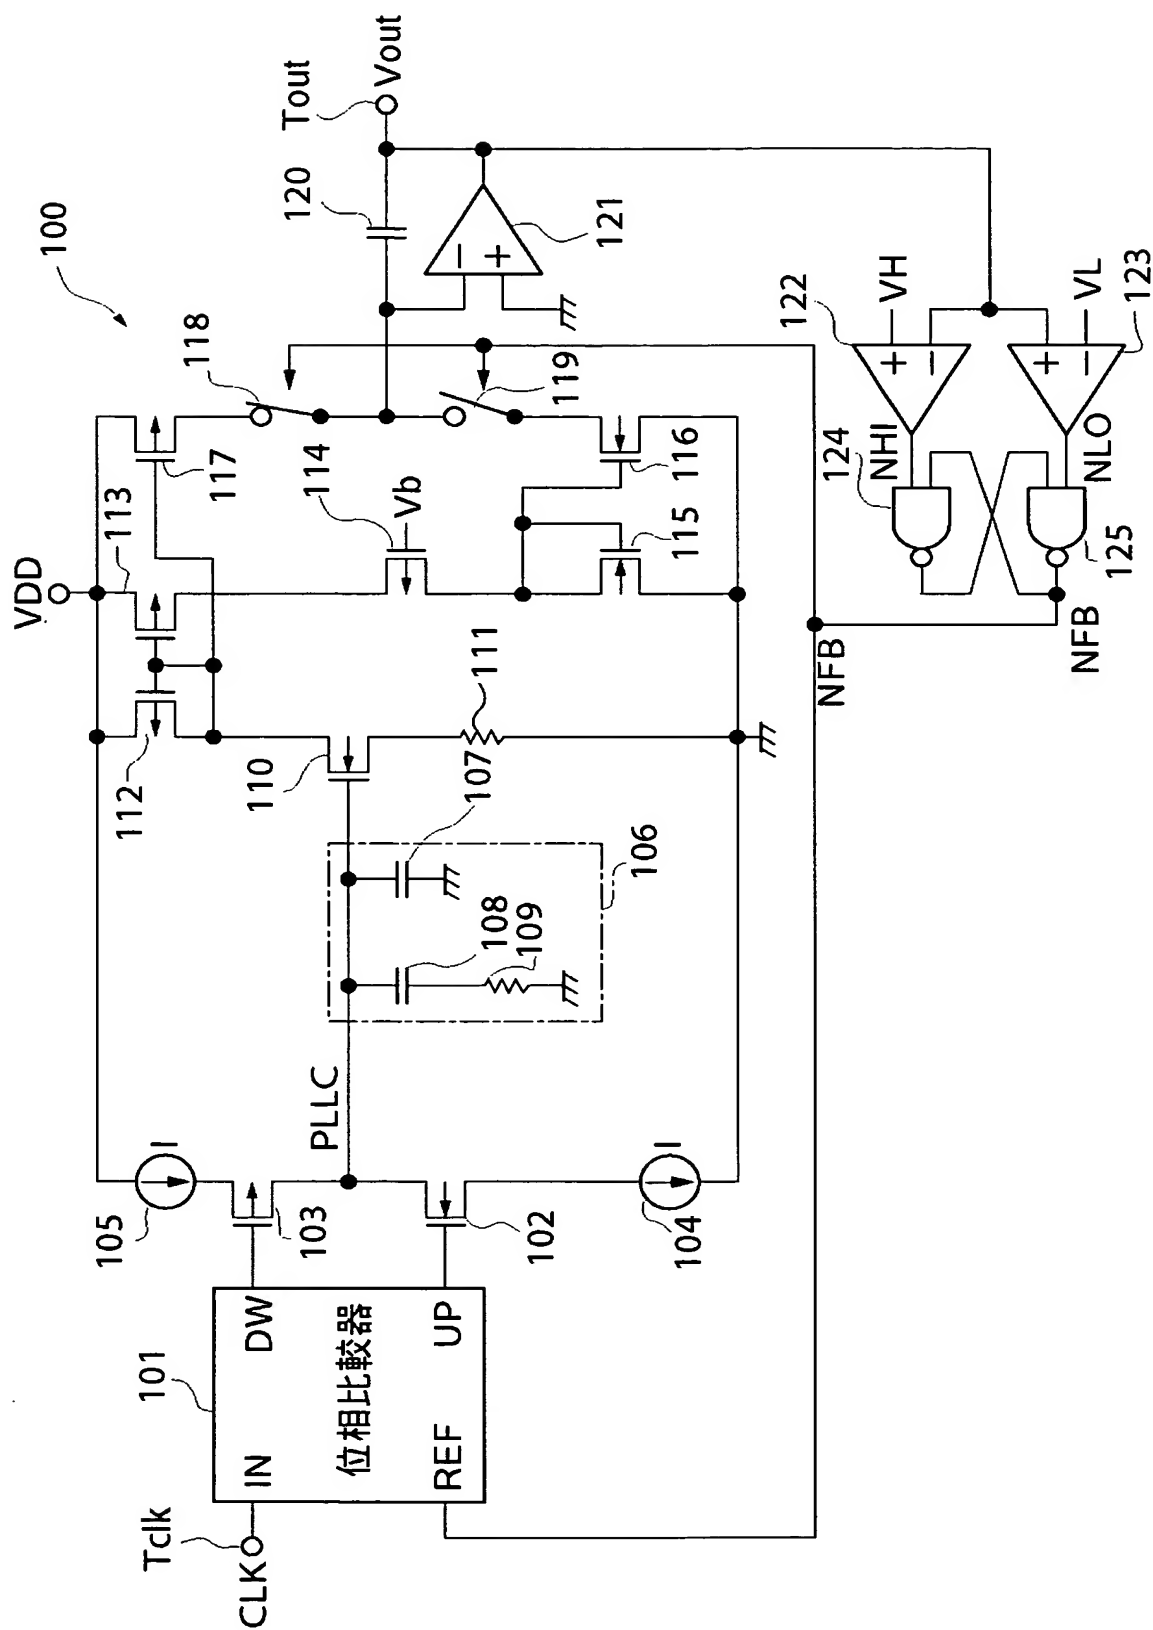 100
VDD
Tout
Vout
120
121
118
119
117
113
114
Vb
116
115
112
110
111
107
106
108
109
PLLC
105
I
103
102
104
I
101
Tclk
CLK
IN
DW
位相比較器
REF
UP
122
VH
VL
123
124
NHI
NLO
125
NFB
NFB